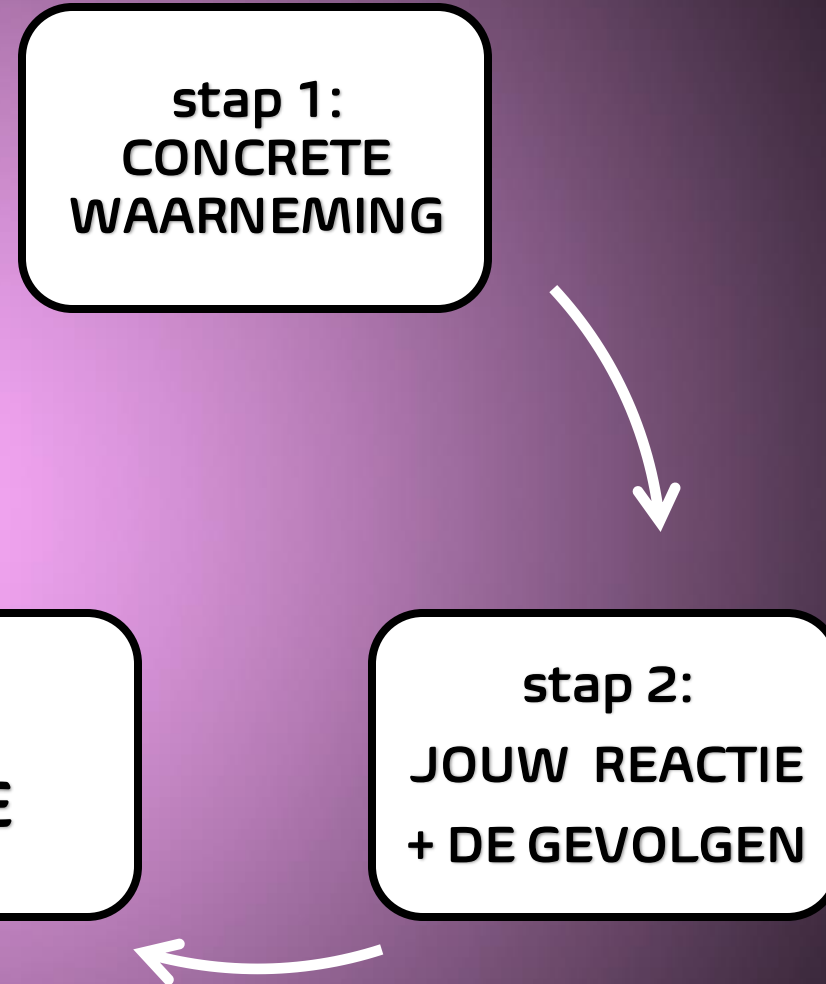 stap 1:
CONCRETE
WAARNEMING
stap 2:
JOUW REACTIE
+ DE GEVOLGEN